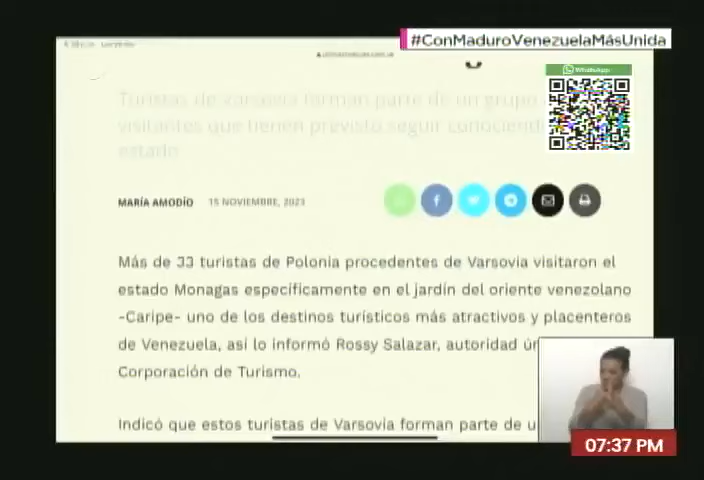 #ConMaduroVenezuelaMásUnida
WhatsApp
Turistas de Varsovia forman parte de un grupo
visitantes que tienen previsto seguir conociendo
estado
MARÍA AMODÍO 15 NOVIEMBRE, 2023
Más de 33 turistas de Polonia procedentes de Varsovia visitaron el
estado Monagas específicamente en el jardín del oriente venezolano
-Caripe- uno de los destinos turísticos más atractivos y placenteros
de Venezuela, así lo informó Rossy Salazar, autoridad
Corporación de Turismo.
Indicó que estos turistas de Varsovia forman parte de
07:37 PM